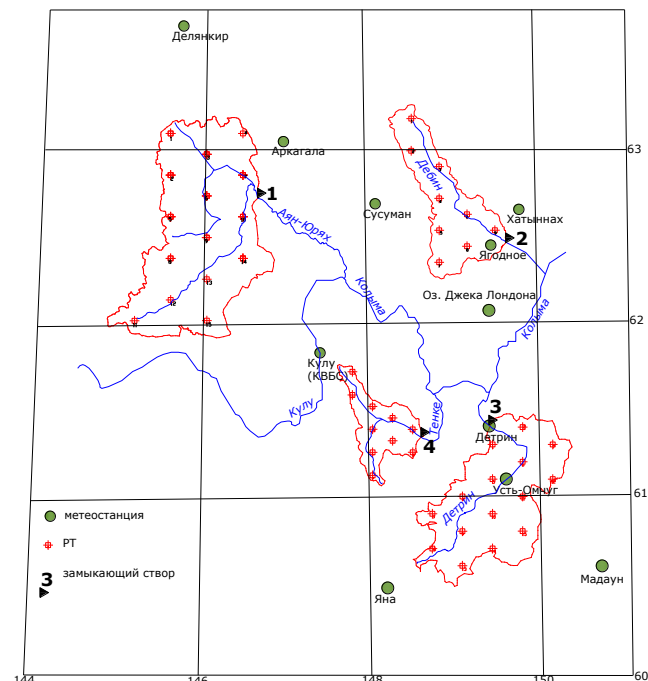 Делянкир
63
Аркагала
1
Дебин
Аян-Юрях
Сусуман
Хатыннах
2
Ягодное
Колыма
Оз. Джека Лондона
Колыма
62
Кулу
(КВБС)
Кулу
Тенке
3
Детрин
4
61
Усть-Омчуг
Детрин
метеостанция
РТ
замыкающий створ
3
Мадаун
Яна
144
146
148
150
60